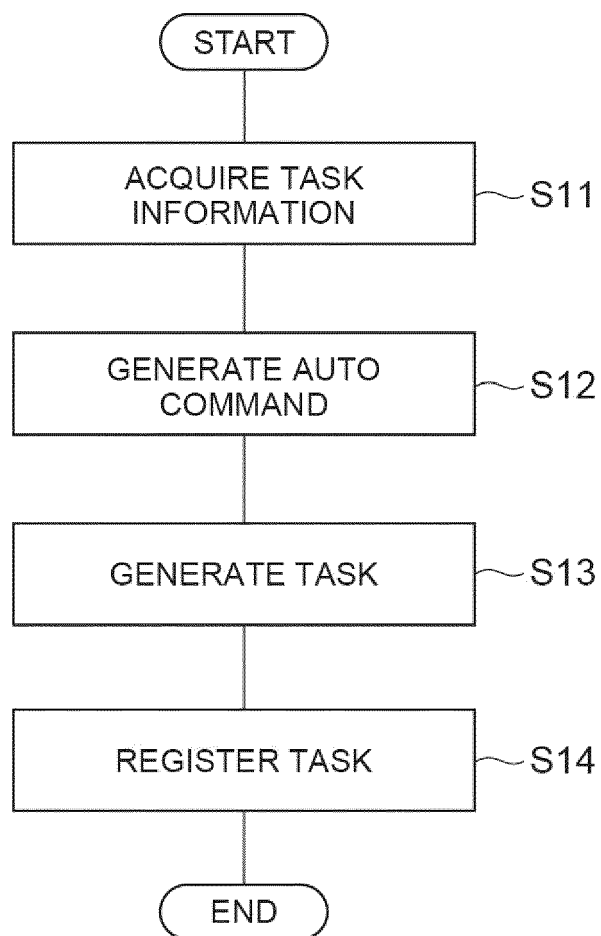 START
ACQUIRE TASK
INFORMATION
S11
GENERATE AUTO
COMMAND
S12
GENERATE TASK
S13
REGISTER TASK
S14
END